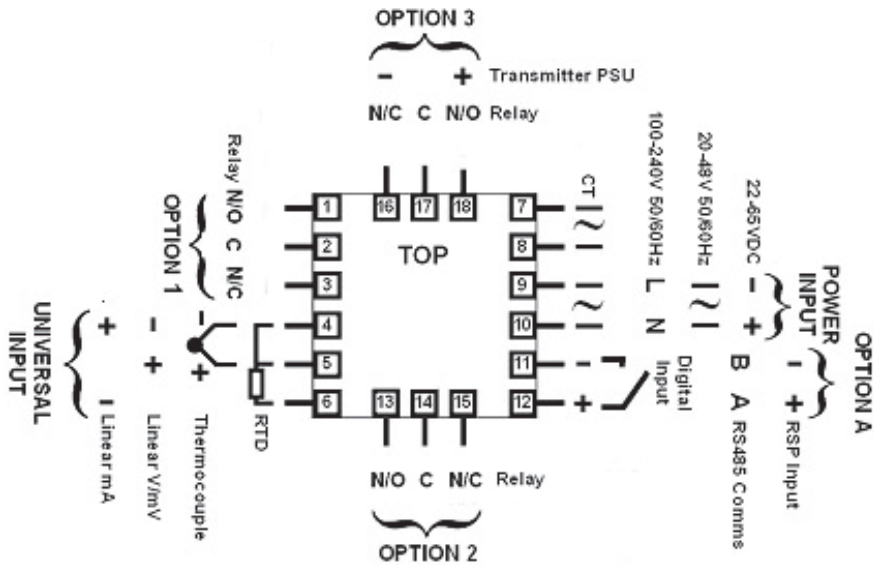 OPTION 3
- + Transmitter PSU
N/C C N/O Relay
Relay N/O C N/C
OPTION 1
1
2
3
4
5
6
16 17 18
TOP
13 14 15
7
8
9
10
11 -
12 +
CT
100-240V 50/60Hz
L N
20-48V 50/60Hz
22-65VDC
- +
POWER INPUT
OPTION A
Digital Input
B A RS485 Comms
- + RSP Input
UNIVERSAL INPUT
+ - Linear mA
- + Linear V/mV
- + Thermocouple
RTD
N/O C N/C Relay
OPTION 2